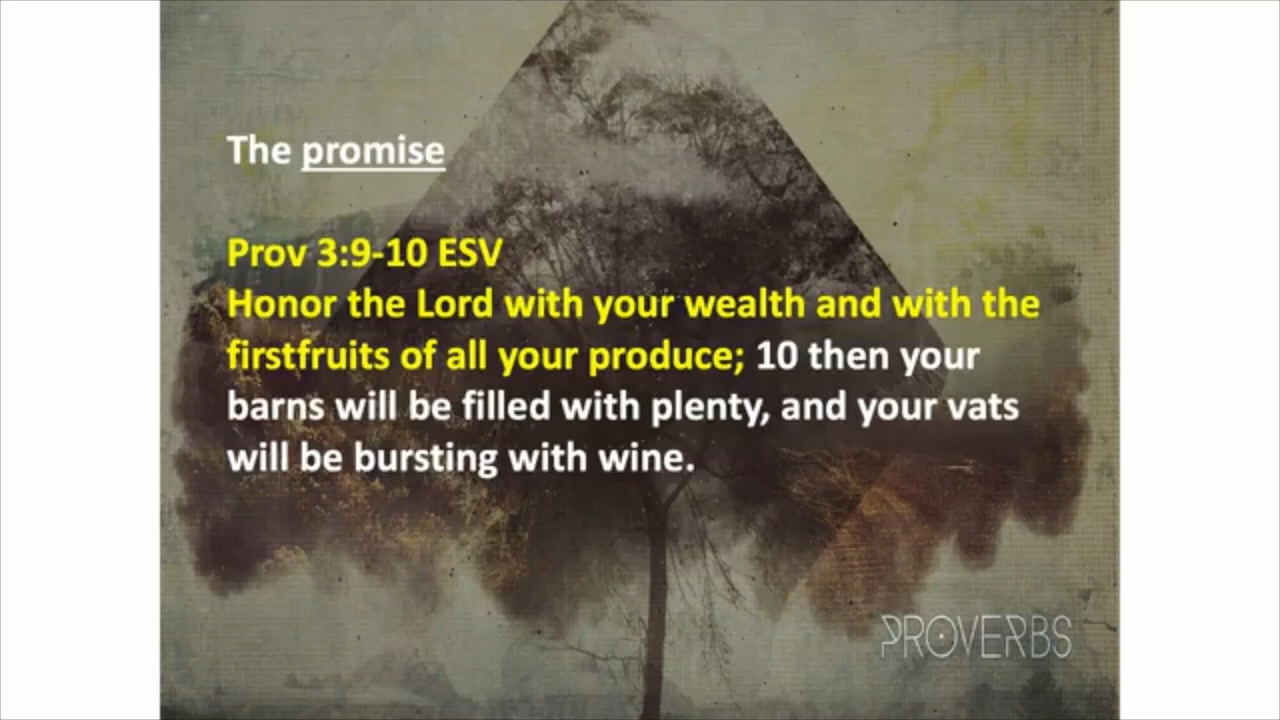 The promise
Prov 3:9-10 ESV
Honor the Lord with your wealth and with the
firstfruits of all your produce; 10 then your
barns will be filled with plenty, and your vats
will be bursting with wine.
PROVERBS